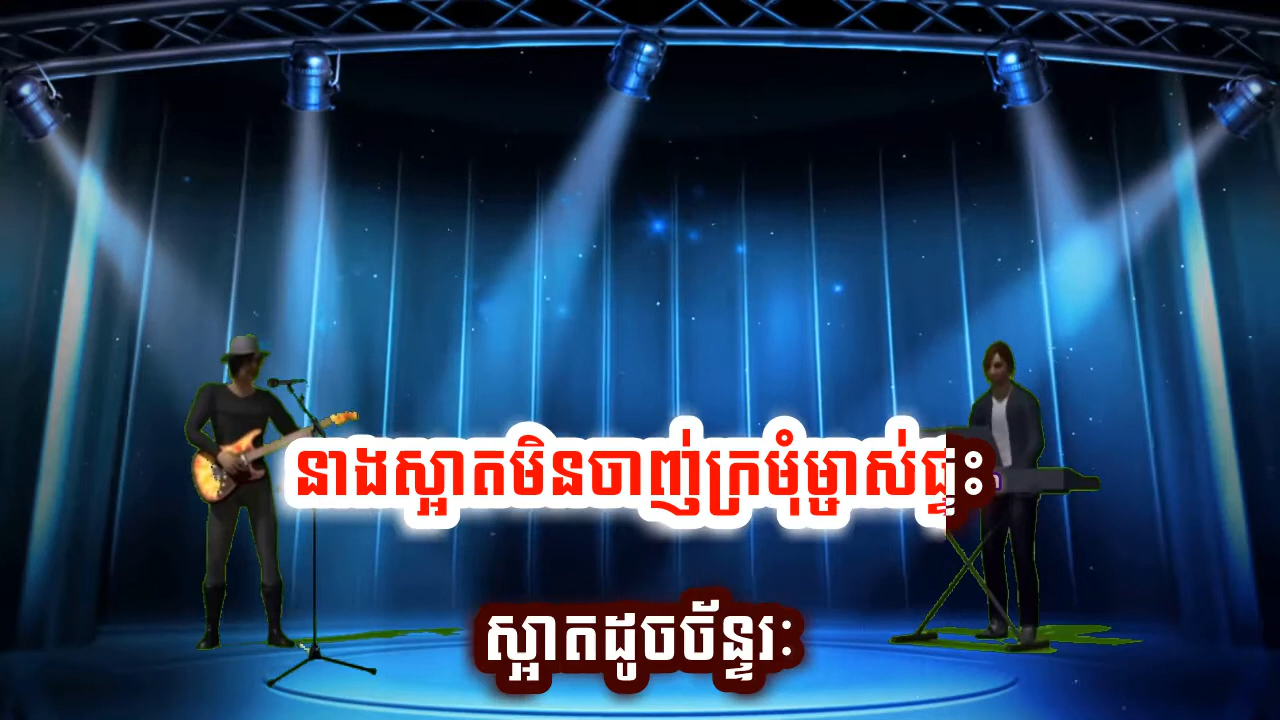 នាងស្អាតមិនចាញ់ក្រមុំម្ចាស់ផ្ទះ
ស្អាតដូចច័ន្ទរៈ